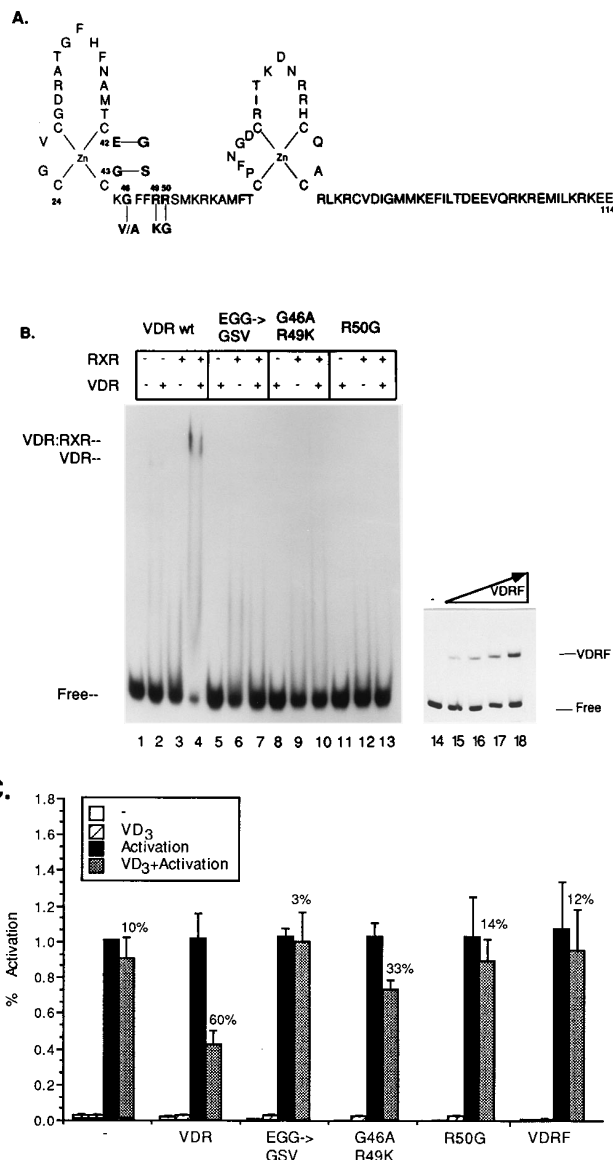 A.
F
G H
T F
A N
R A
D M
G T
V C C 42 E—G
Zn
G 43 G—S
C C
24
46 49 50
KGFFRRSMKRKAMFT
V/A KG
D
K N
T R
I R
R H
C C Q
D
G
N Zn
F
P A
C C
RLKRCVDIGMMKEFILTDEEVQRKREMILKRKEE
114
B.
VDR wt EGG-> GSV G46A R49K R50G
RXR - - + + - + + - + + - + +
VDR - + - + + - + + - + + - +
VDR:RXR--
VDR--
Free--
1 2 3 4 5 6 7 8 9 10 11 12 13
- VDRF
—VDRF
— Free
14 15 16 17 18
C.
-
VD3
Activation
VD3+Activation
% Activation
1.8
1.6
1.4
1.2
1.0
0.8
0.6
0.4
0.2
0.0
10%
60%
3%
33%
14%
12%
- VDR EGG-> GSV G46A R49K R50G VDRF